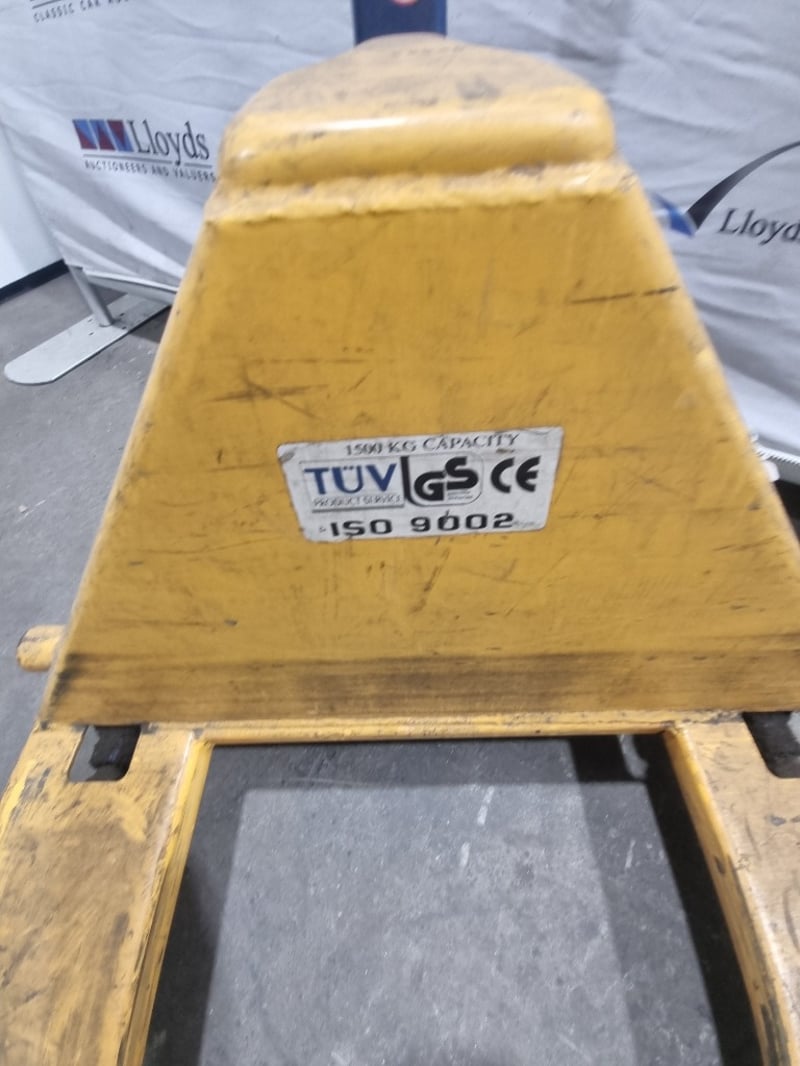 CLASSIC CAR
Lloyds
AUCTIONEERS AND VALUERS
Lloyds
1500 KG CAPACITY
TÜV GS CE
PRODUCT SERVICE
ISO 9002